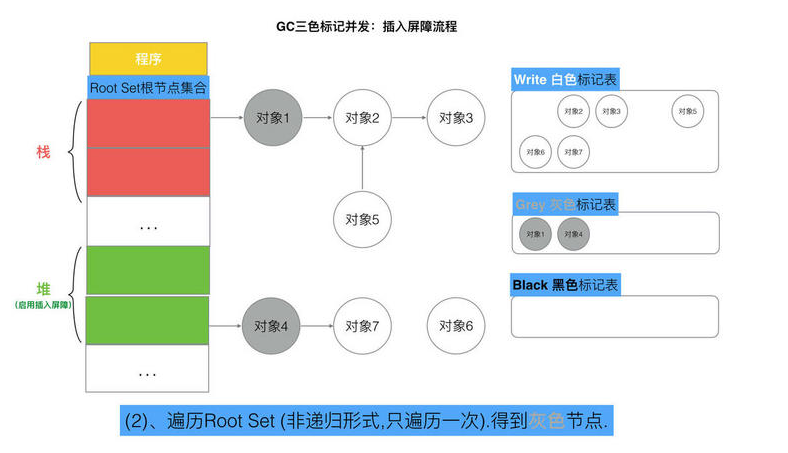 GC三色标记并发：插入屏障流程
程序
Root Set根节点集合
栈
...
堆
(启用插入屏障)
...
对象1
对象2
对象3
对象5
对象4
对象7
对象6
Write 白色标记表
对象2
对象3
对象5
对象6
对象7
Grey 灰色标记表
对象1
对象4
Black 黑色标记表
(2)、遍历Root Set (非递归形式,只遍历一次).得到灰色节点.